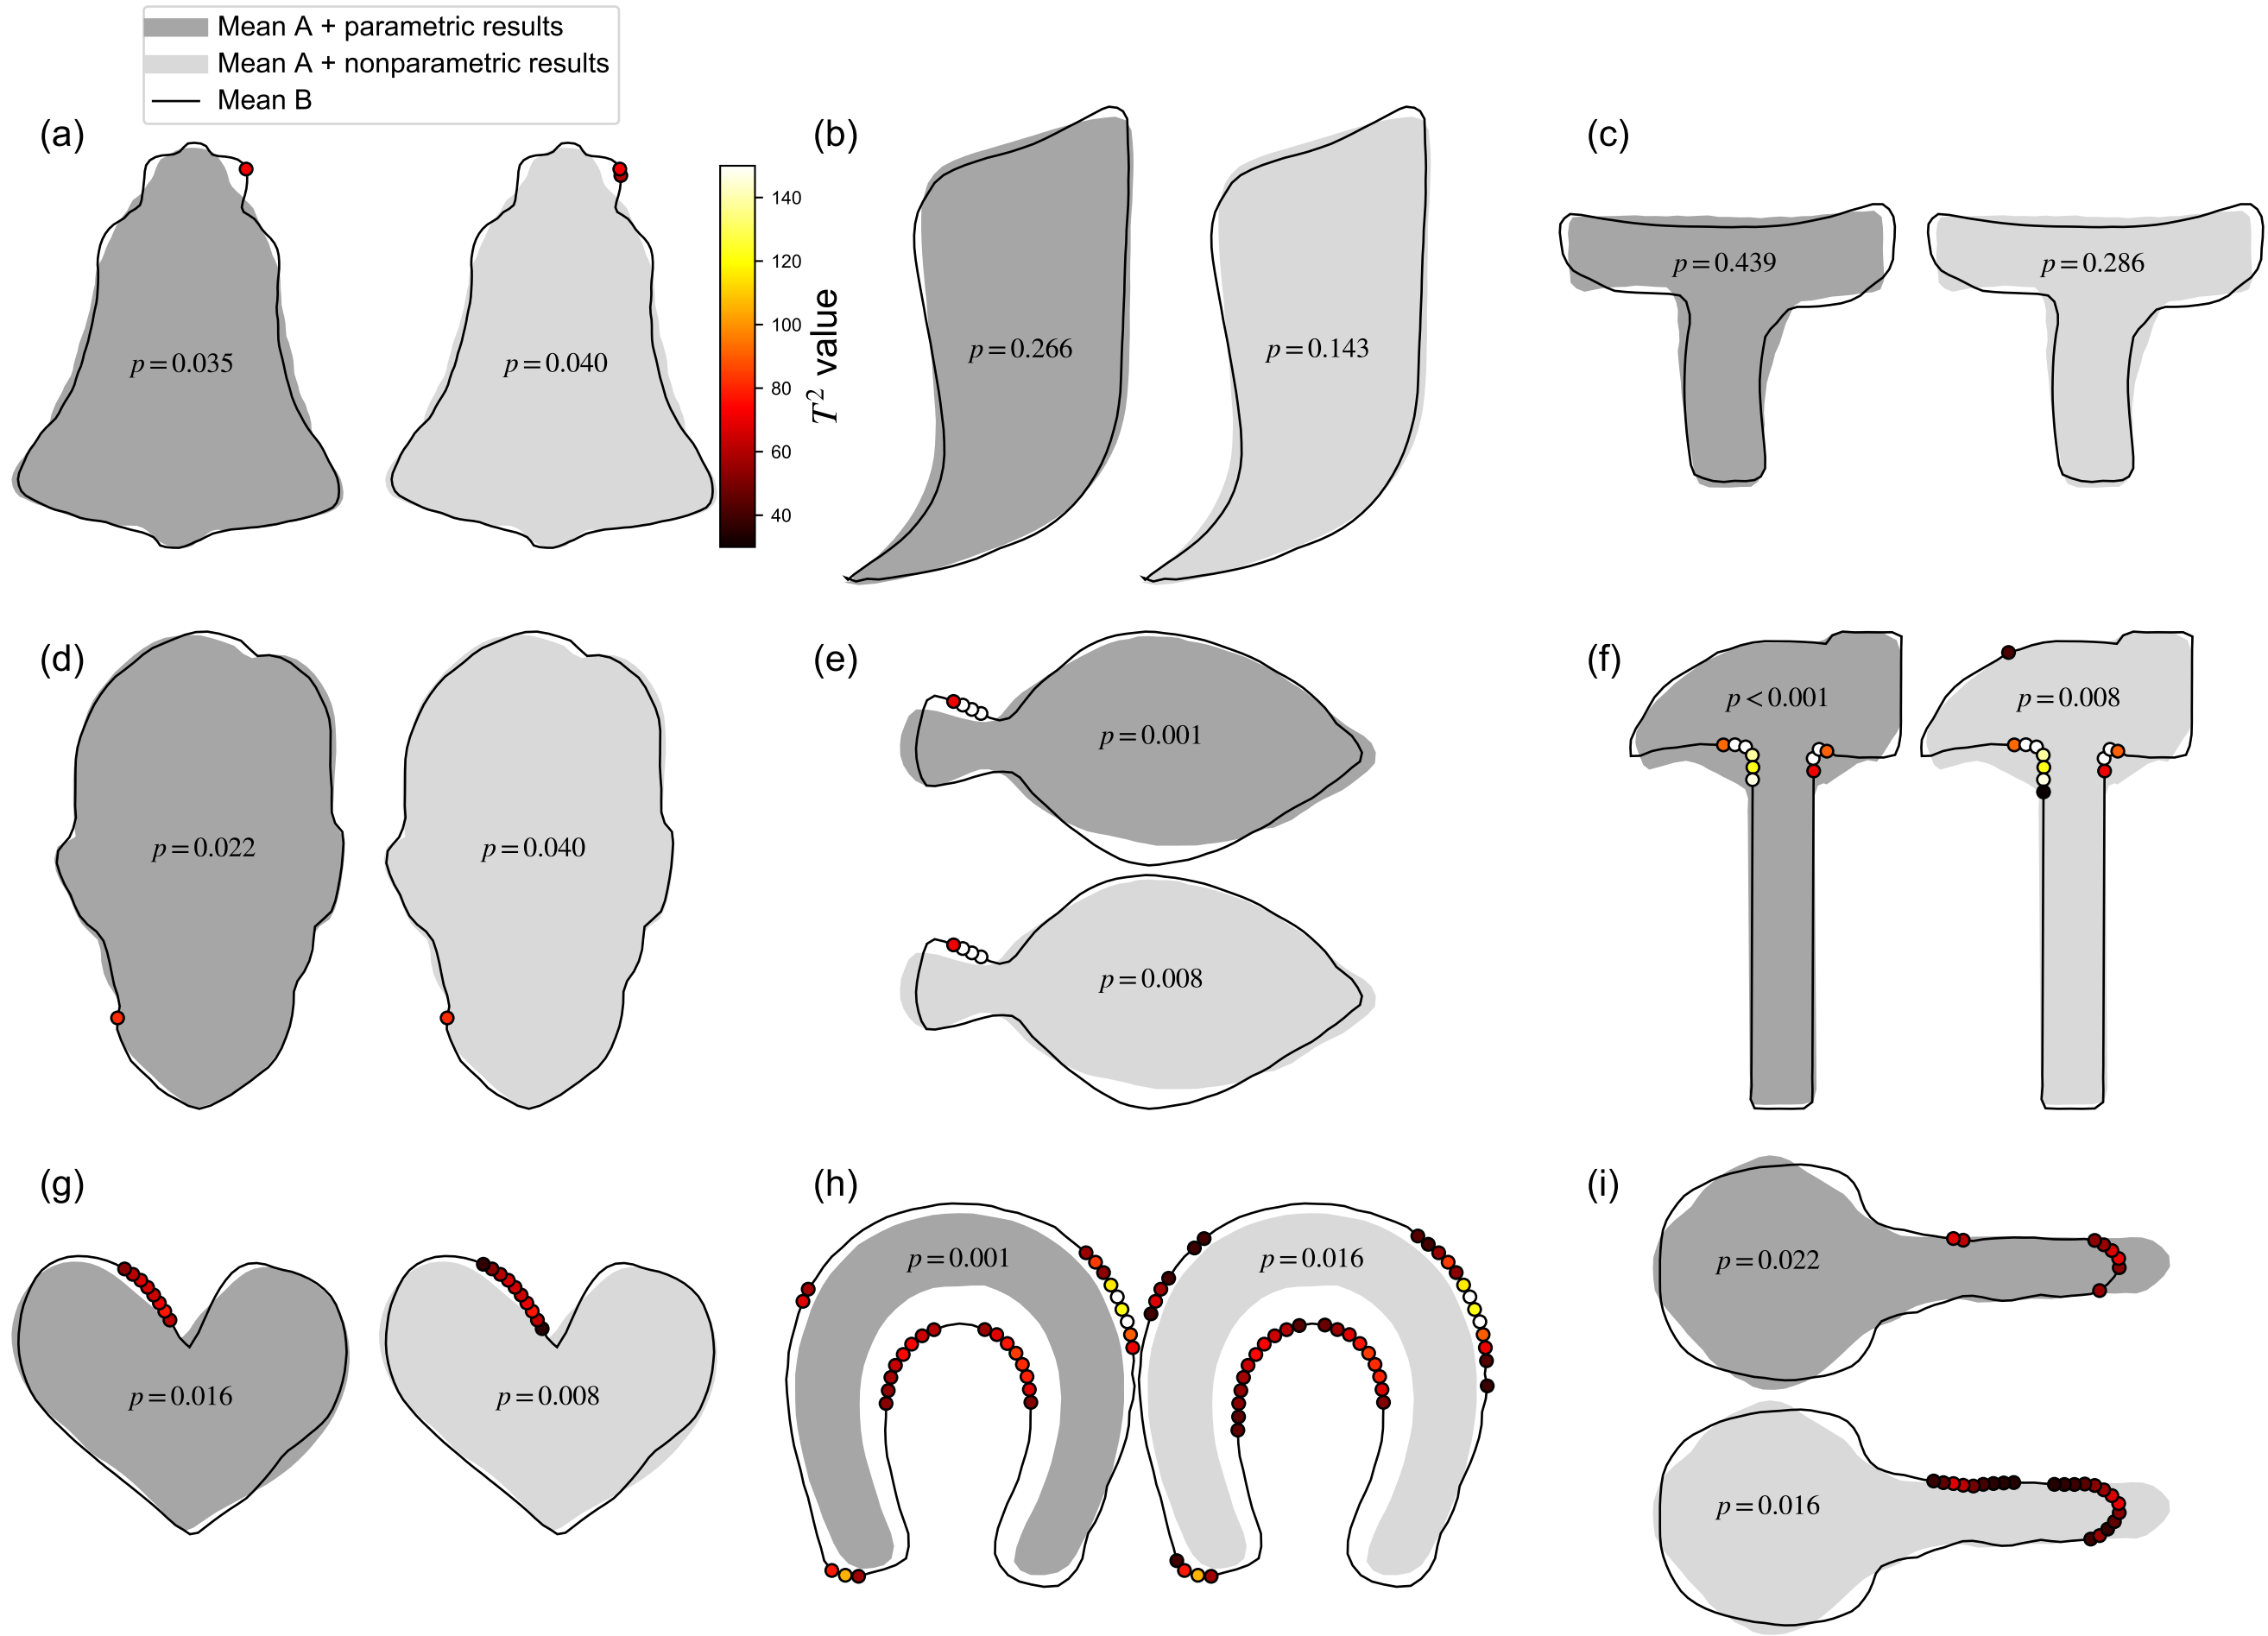 Mean A + parametric results
Mean A + nonparametric results
Mean B
(a)
p = 0.035
p = 0.040
140
120
100
80
60
40
T² value
(b)
p = 0.266
p = 0.143
(c)
p = 0.439
p = 0.286
(d)
p = 0.022
p = 0.040
(e)
p = 0.001
p = 0.008
(f)
p < 0.001
p = 0.008
(g)
p = 0.016
p = 0.008
(h)
p = 0.001
p = 0.016
(i)
p = 0.022
p = 0.016